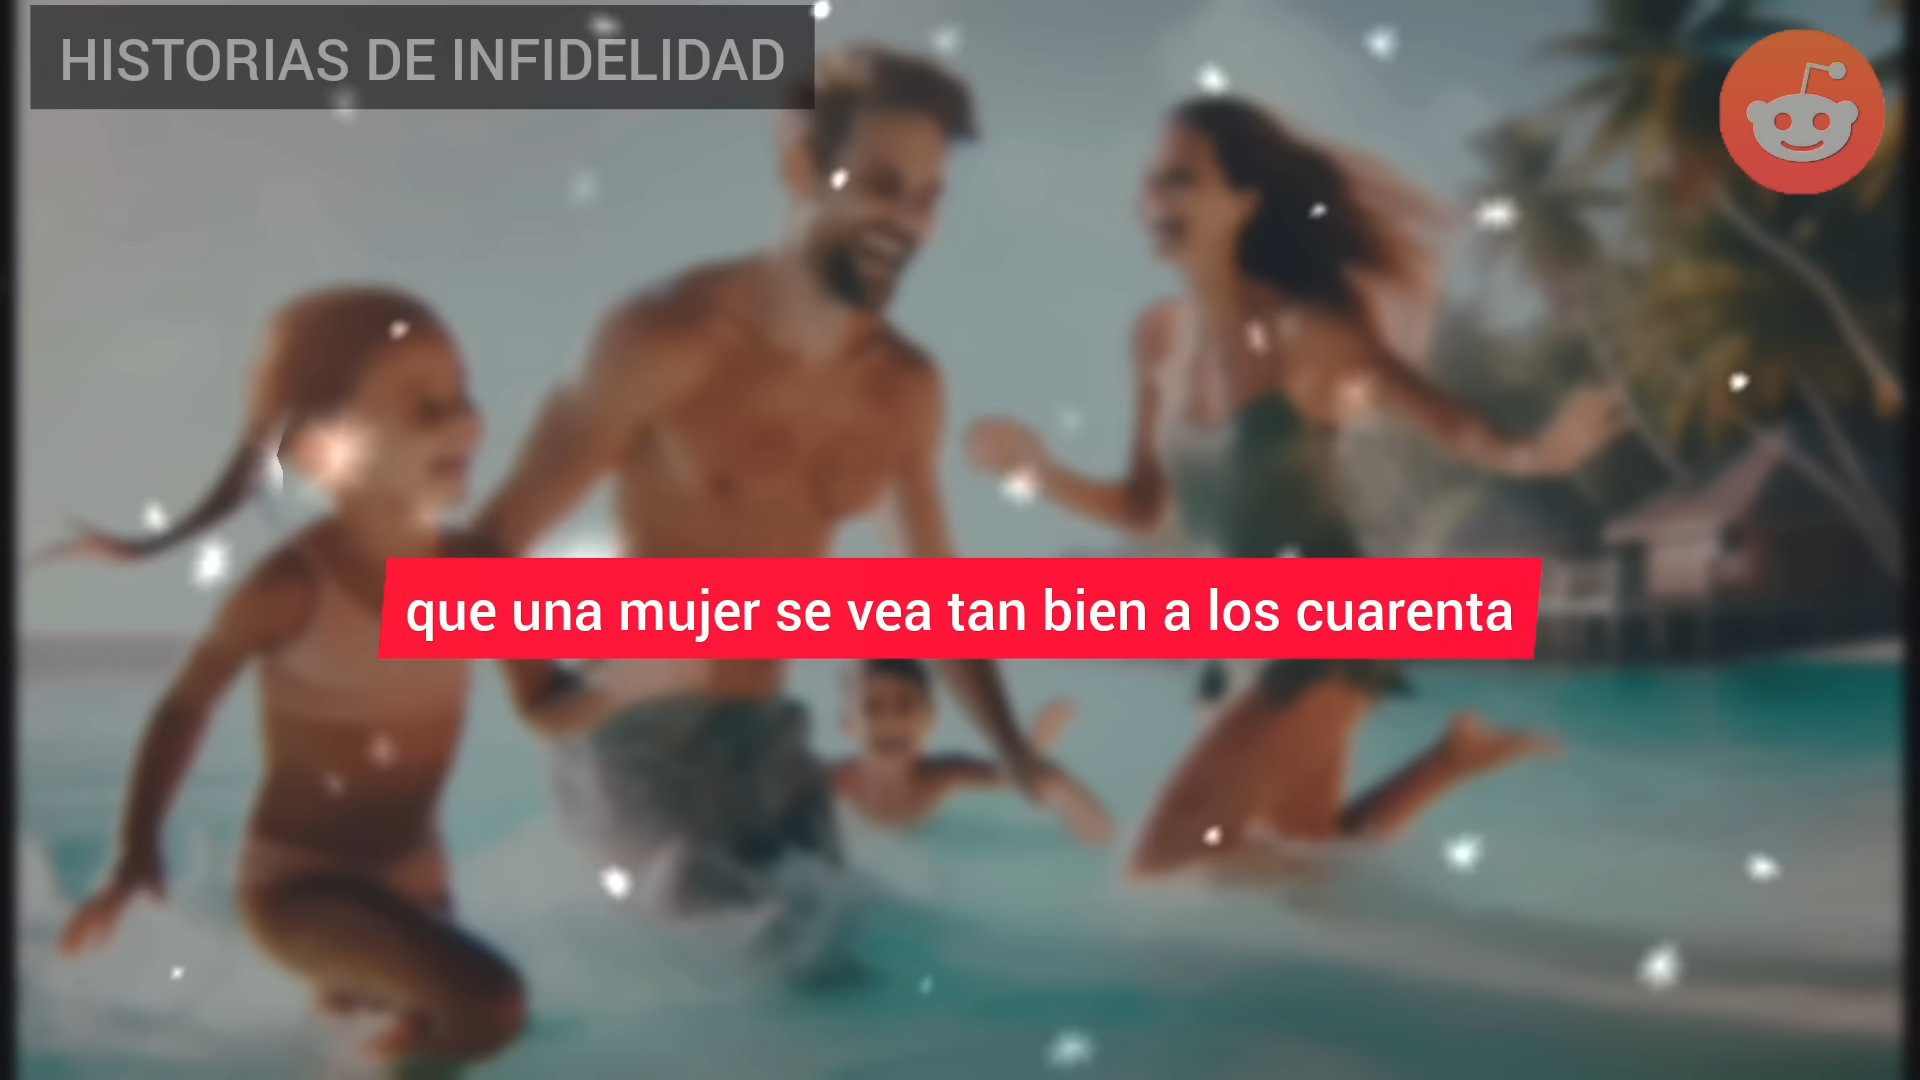 HISTORIAS DE INFIDELIDAD
que una mujer se vea tan bien a los cuarenta